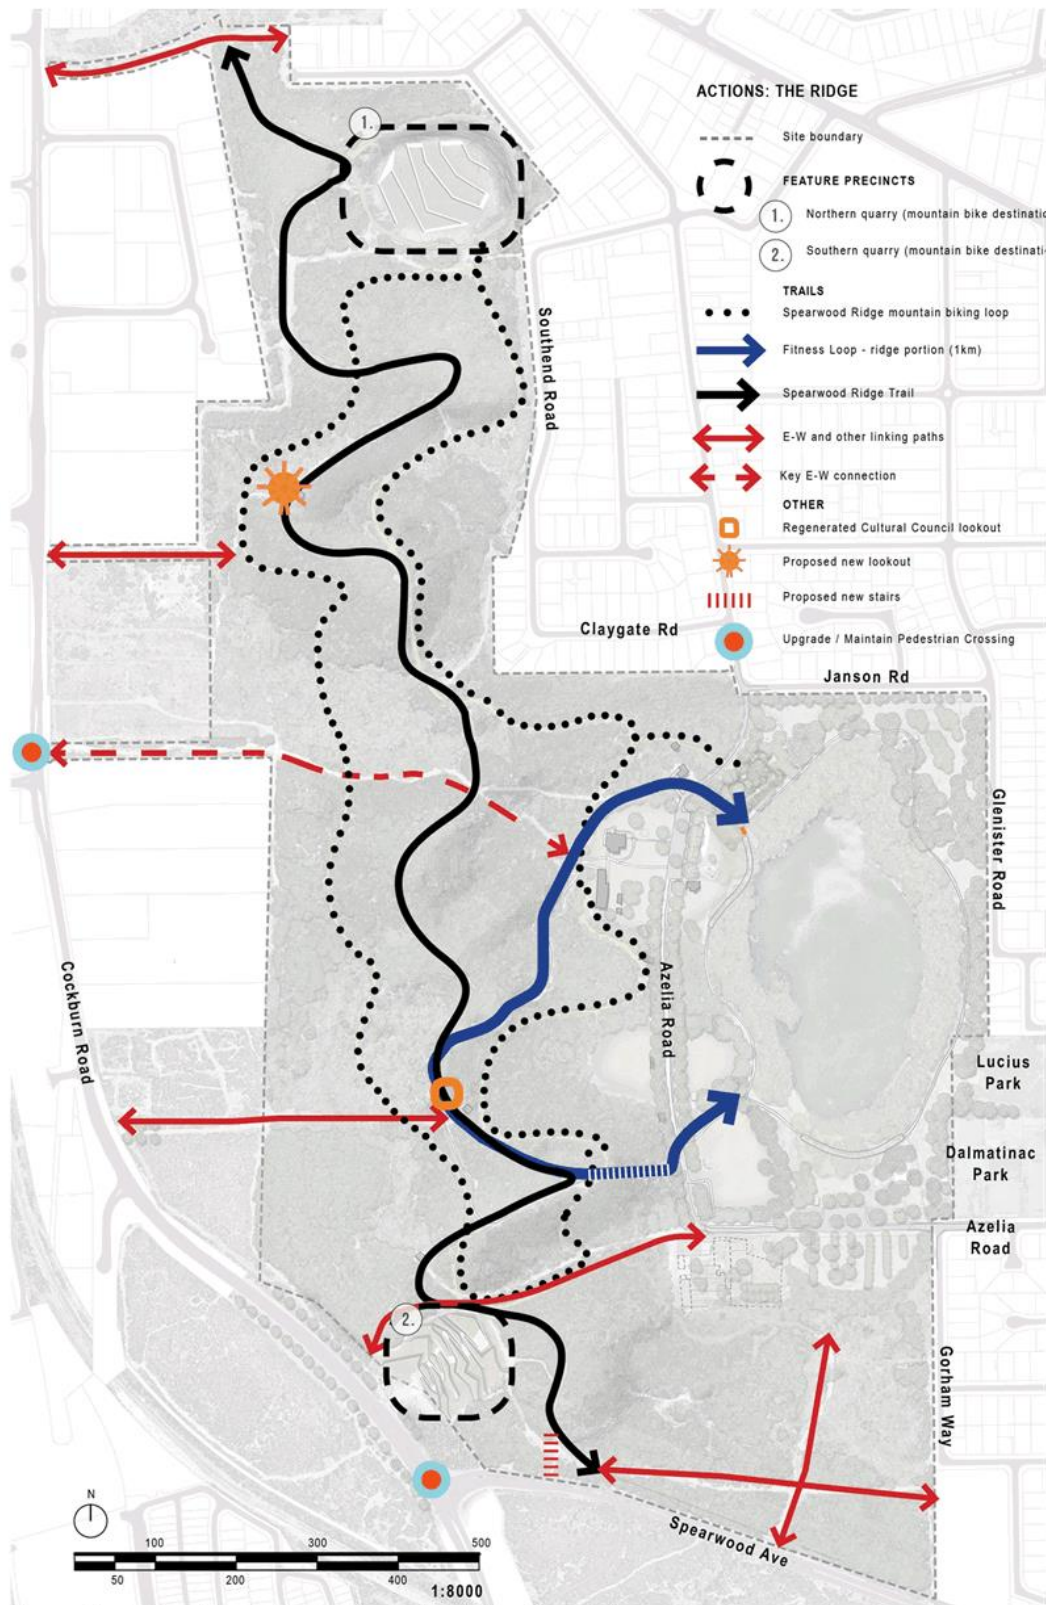 ACTIONS: THE RIDGE
Site boundary
FEATURE PRECINCTS
1. Northern quarry (mountain bike destinatio
2. Southern quarry (mountain bike destinati
TRAILS
Spearwood Ridge mountain biking loop
Fitness Loop - ridge portion (1km)
Spearwood Ridge Trail
E-W and other linking paths
Key E-W connection
OTHER
Regenerated Cultural Council lookout
Proposed new lookout
Proposed new stairs
Upgrade / Maintain Pedestrian Crossing
1.
Southend Road
Claygate Rd
Janson Rd
Glenister Road
Cockburn Road
Azelia Road
Lucius
Park
Dalmatinac
Park
Azelia
Road
2.
Gorham Way
Spearwood Ave
N
100 300 500
50 200 400
1:8000